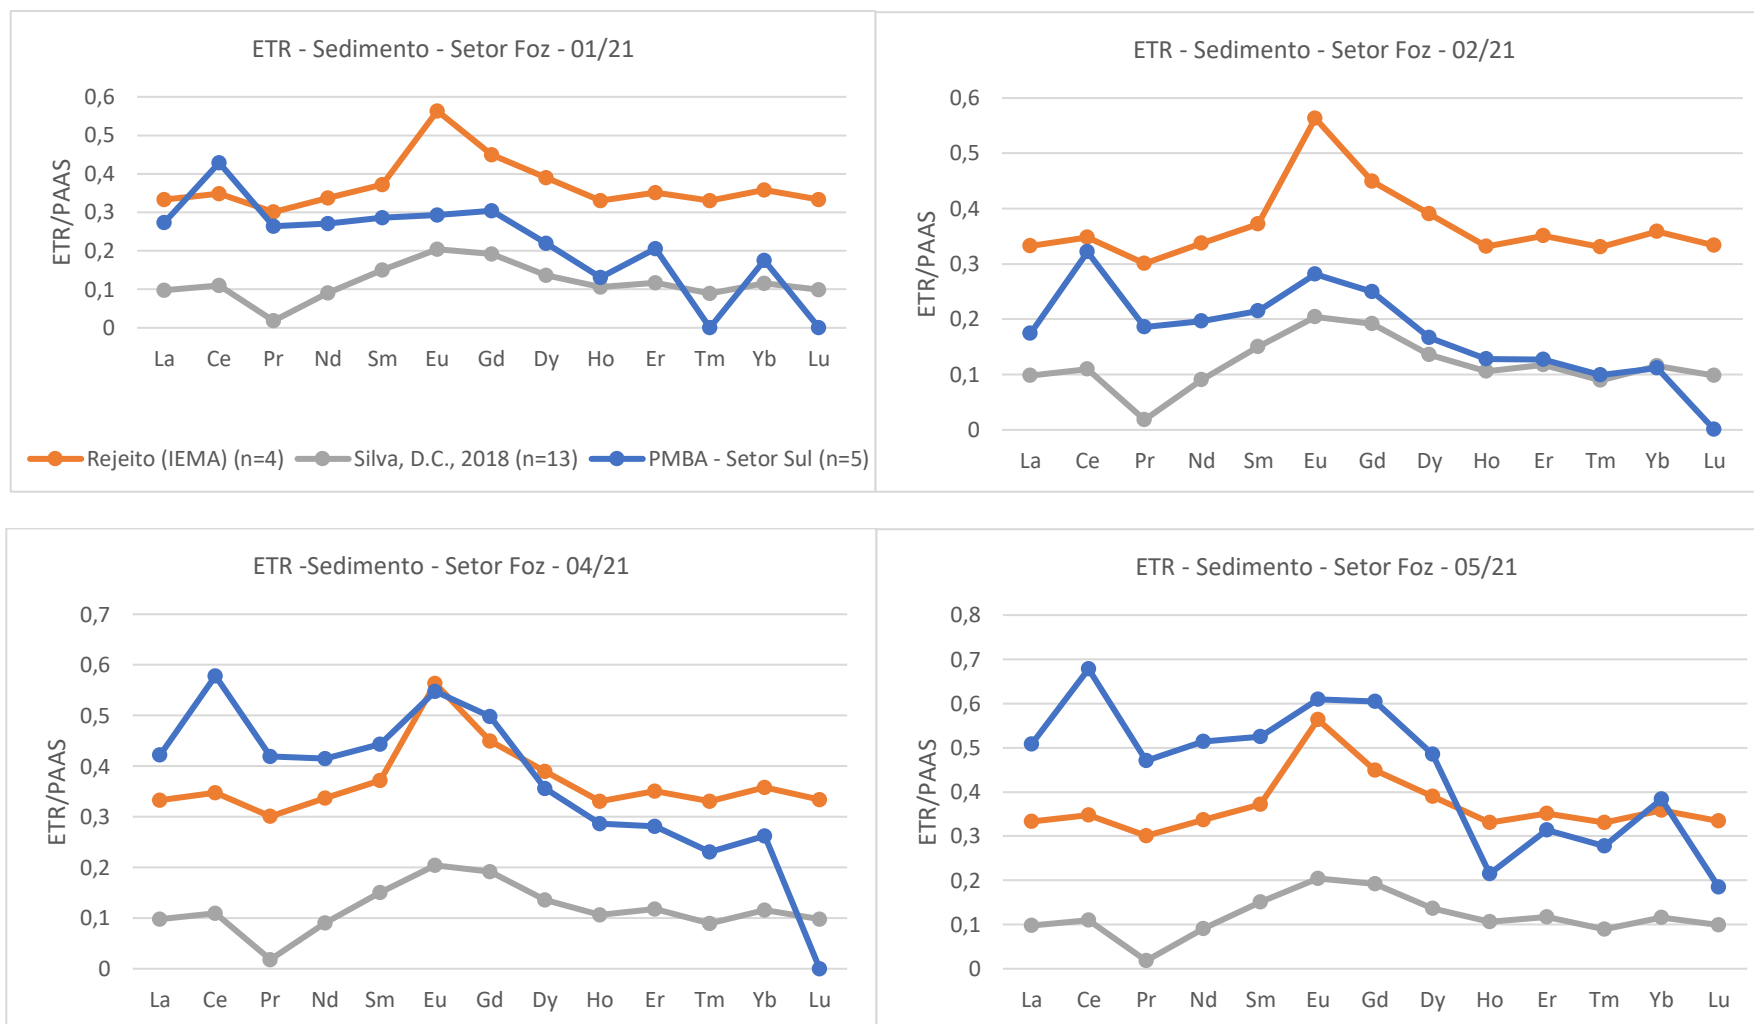 ETR - Sedimento - Setor Foz - 01/21
ETR/PAAS
0,6
0,5
0,4
0,3
0,2
0,1
0
La Ce Pr Nd Sm Eu Gd Dy Ho Er Tm Yb Lu
Rejeito (IEMA) (n=4) Silva, D.C., 2018 (n=13) PMBA - Setor Sul (n=5)
ETR - Sedimento - Setor Foz - 02/21
ETR/PAAS
0,6
0,5
0,4
0,3
0,2
0,1
0
La Ce Pr Nd Sm Eu Gd Dy Ho Er Tm Yb Lu
ETR -Sedimento - Setor Foz - 04/21
ETR/PAAS
0,7
0,6
0,5
0,4
0,3
0,2
0,1
0
La Ce Pr Nd Sm Eu Gd Dy Ho Er Tm Yb Lu
ETR - Sedimento - Setor Foz - 05/21
ETR/PAAS
0,8
0,7
0,6
0,5
0,4
0,3
0,2
0,1
0
La Ce Pr Nd Sm Eu Gd Dy Ho Er Tm Yb Lu